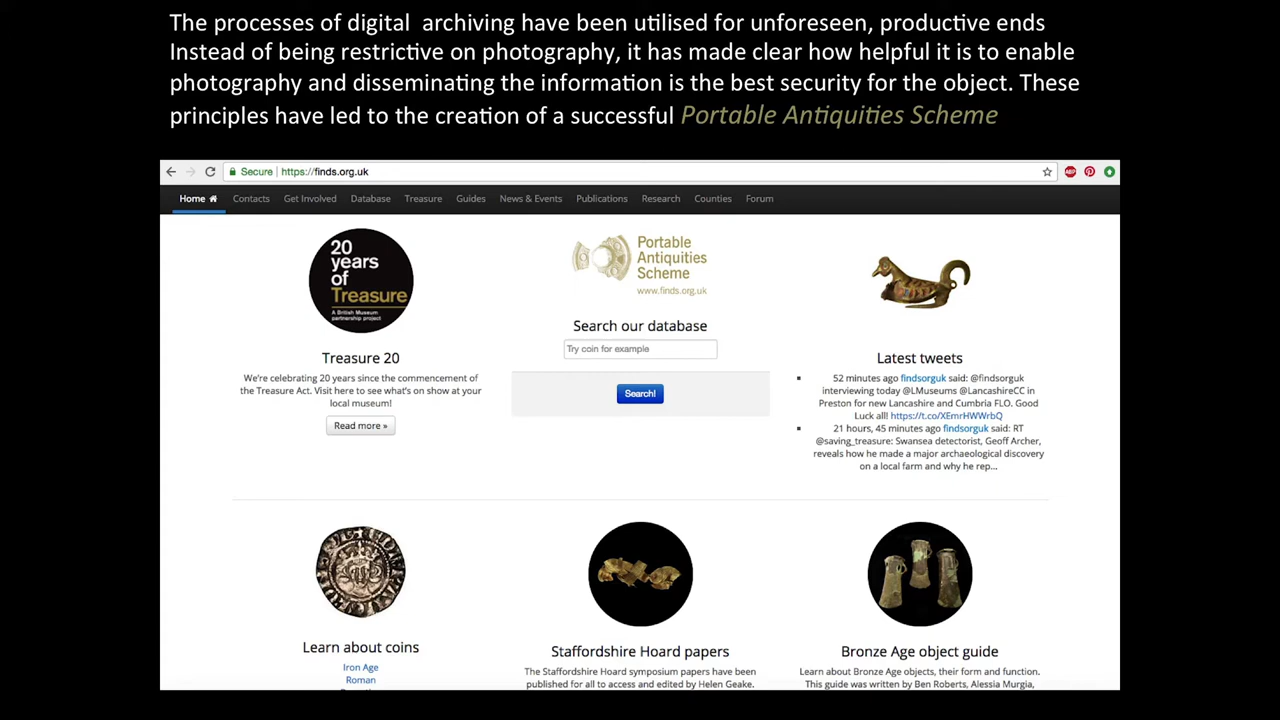 The processes of digital archiving have been utilised for unforeseen, productive ends
Instead of being restrictive on photography, it has made clear how helpful it is to enable
photography and disseminating the information is the best security for the object. These
principles have led to the creation of a successful Portable Antiquities Scheme
Secure https://finds.org.uk
ABP
Home Contacts Get Involved Database Treasure Guides News & Events Publications Research Counties Forum
20
years
of
Treasure
A British Museum
partnership project
Treasure 20
We're celebrating 20 years since the commencement of
the Treasure Act. Visit here to see what's on show at your
local museum!
Read more »
Portable
Antiquities
Scheme
www.finds.org.uk
Search our database
Try coin for example
Search!
Latest tweets
52 minutes ago findsorguk said: @findsorguk
interviewing today @LMuseums @LancashireCC in
Preston for new Lancashire and Cumbria FLO. Good
Luck all! https://t.co/XEmrHWWrbQ
21 hours, 45 minutes ago findsorguk said: RT
@saving_treasure: Swansea detectorist, Geoff Archer,
reveals how he made a major archaeological discovery
on a local farm and why he rep...
Learn about coins
Iron Age
Roman
Staffordshire Hoard papers
The Staffordshire Hoard symposium papers have been
published for all to access and edited by Helen Geake.
Bronze Age object guide
Learn about Bronze Age objects, their form and function.
This guide was written by Ben Roberts, Alessia Murgia,